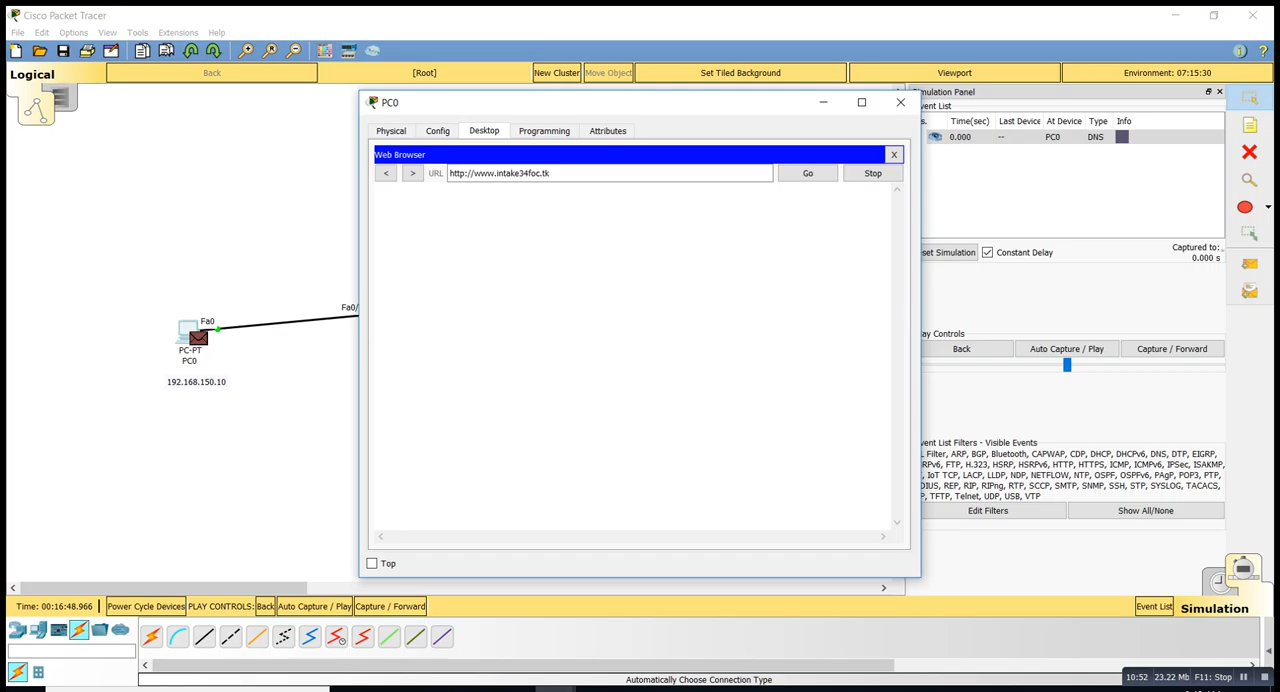 Cisco Packet Tracer
File Edit Options View Tools Extensions Help
Logical
Back
[Root]
New Cluster
Move Object
Set Tiled Background
Viewport
Environment: 07:15:30
PC0
Physical Config Desktop Programming Attributes
Web Browser
X
< > URL http://www.intake34foc.tk Go Stop
Top
Simulation Panel
Event List
s. Time(sec) Last Device At Device Type Info
0.000 -- PC0 DNS
set Simulation Constant Delay
Captured to:
0.000 s
ay Controls
Back Auto Capture / Play Capture / Forward
vent List Filters - Visible Events
L Filter, ARP, BGP, Bluetooth, CAPWAP, CDP, DHCP, DHCPv6, DNS, DTP, EIGRP,
RPv6, FTP, H.323, HSRP, HSRPv6, HTTP, HTTPS, ICMP, ICMPv6, IPSec, ISAKMP,
, IoT TCP, LACP, LLDP, NDP, NETFLOW, NTP, OSPF, OSPFv6, PAgP, POP3, PTP,
DIUS, REP, RIP, RIPng, RTP, SCCP, SMTP, SNMP, SSH, STP, SYSLOG, TACACS,
, TFTP, Telnet, UDP, USB, VTP
Edit Filters Show All/None
Fa0/
Fa0
PC-PT
PC0
192.168.150.10
Time: 00:16:48.966 Power Cycle Devices PLAY CONTROLS: Back Auto Capture / Play Capture / Forward
Event List
Simulation
Automatically Choose Connection Type
10:52 23.22 Mb F11: Stop